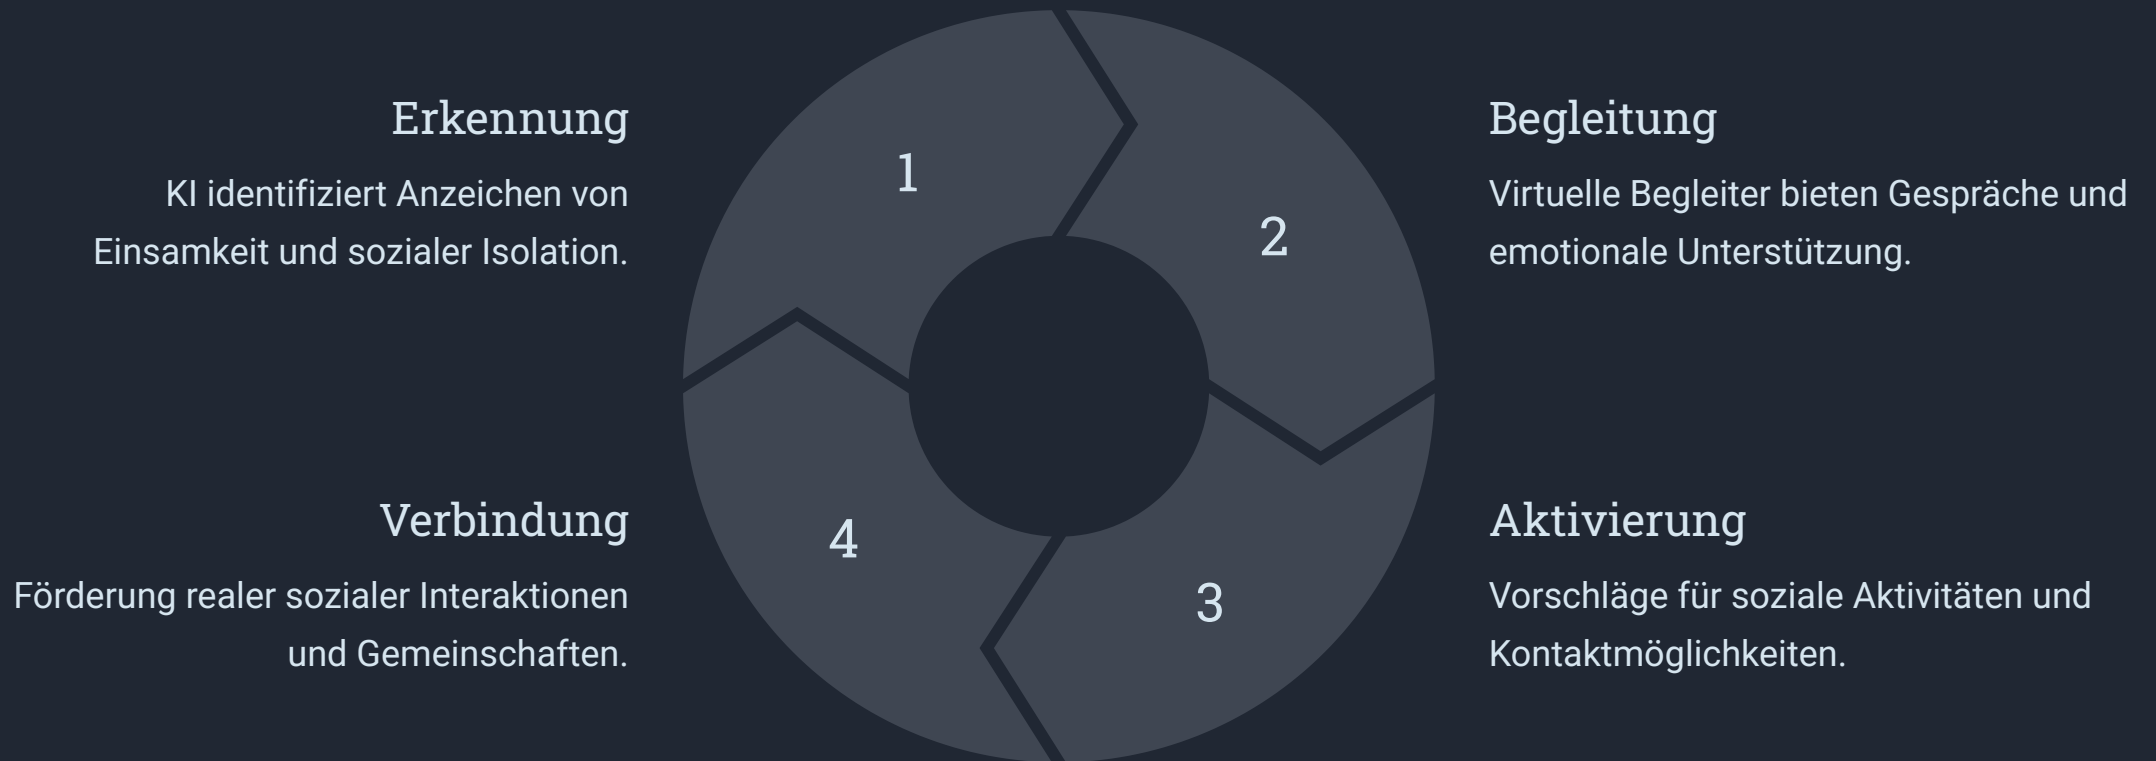 Erkennung
KI identifiziert Anzeichen von
Einsamkeit und sozialer Isolation.
1
Begleitung
Virtuelle Begleiter bieten Gespräche und
emotionale Unterstützung.
2
Aktivierung
Vorschläge für soziale Aktivitäten und
Kontaktmöglichkeiten.
3
Verbindung
Förderung realer sozialer Interaktionen
und Gemeinschaften.
4